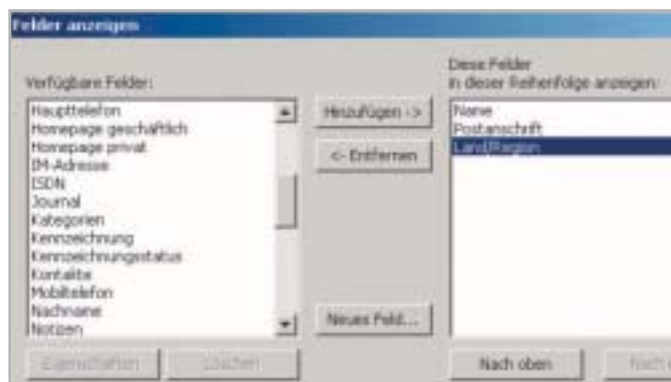 Felder anzeigen
Verfügbare Felder:
Haupttelefon
Homepage geschäftlich
Homepage privat
IM-Adresse
ISDN
Journal
Kategorien
Kennzeichnung
Kennzeichnungsstatus
Kontakte
Mobiltelefon
Nachname
Notizen
Eigenschaften
Löschen
Hinzufügen ->
<- Entfernen
Neues Feld...
Diese Felder
in dieser Reihenfolge anzeigen:
Name
Postanschrift
Land/Region
Nach oben
Nach